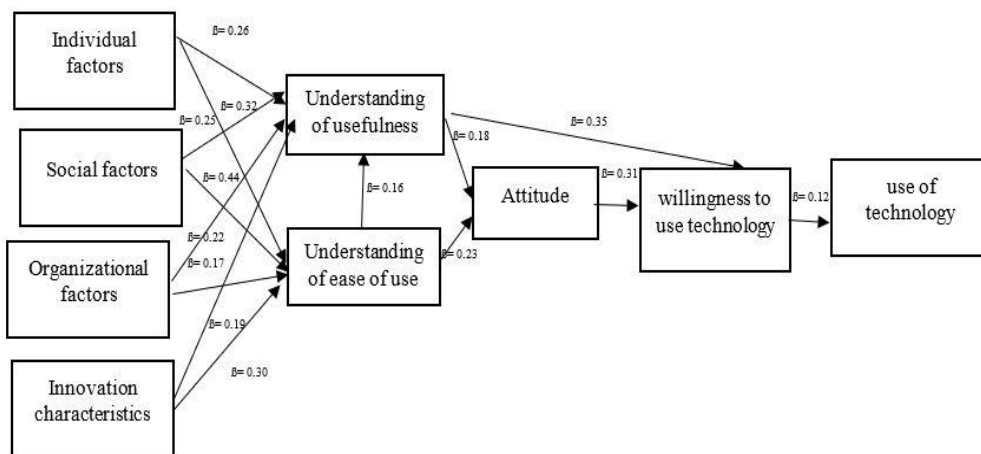 Individual
factors
ß= 0.26
Understanding
of usefulness
ß= 0.32
ß= 0.25
ß= 0.35
ß= 0.18
Social factors
ß= 0.44
ß= 0.16
Attitude
ß= 0.31
willingness to
use technology
ß= 0.12
use of
technology
ß= 0.22
ß= 0.17
Organizational
factors
Understanding
of ease of use
ß= 0.23
ß= 0.19
ß= 0.30
Innovation
characteristics